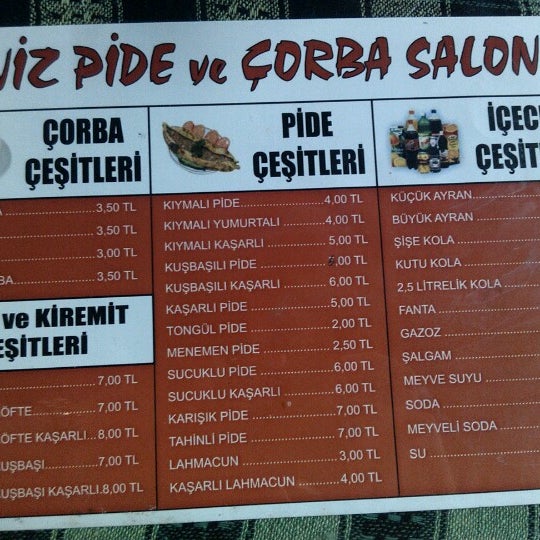 NİZ PİDE ve ÇORBA SALON
ÇORBA
ÇEŞİTLERİ
3,50 TL
3,50 TL
3,00 TL
BA 3,50 TL
ve KİREMİT
EŞİTLERİ
7,00 TL
ÖFTE 7,00 TL
ÖFTE KAŞARLI...8,00 TL
UŞBAŞI 7,00 TL
UŞBAŞI KAŞARLI.8,00 TL
PİDE
ÇEŞİTLERİ
KIYMALI PİDE 4,00 TL
KIYMALI YUMURTALI 4,00 TL
KIYMALI KAŞARLI 5,00 TL
KUŞBAŞILI PİDE ,00 TL
KUŞBAŞILI KAŞARLI 6,00 TL
KAŞARLI PİDE 5,00 TL
TONGÜL PİDE 2,00 TL
MENEMEN PİDE 2,50 TL
SUCUKLU PİDE 6,00 TL
SUCUKLU KAŞARLI 6,00 TL
KARIŞIK PİDE 7,00 TL
TAHİNLİ PİDE 7,00 TL
LAHMACUN 3,00 TL
KAŞARLI LAHMACUN 4,00 TL
İÇEC
ÇEŞİT
KÜÇÜK AYRAN
BÜYÜK AYRAN
ŞİŞE KOLA
KUTU KOLA
2,5 LİTRELİK KOLA
FANTA
GAZOZ
ŞALGAM
MEYVE SUYU
SODA
MEYVELİ SODA
SU